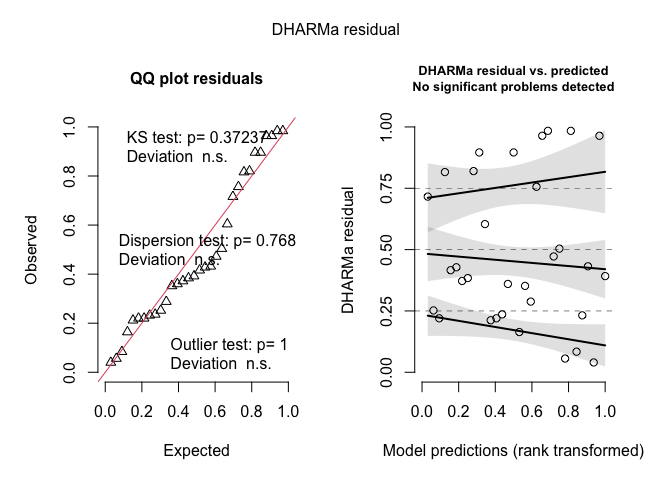 DHARMa residual
QQ plot residuals
KS test: p= 0.37237
Deviation n.s.
Dispersion test: p= 0.768
Deviation n.s.
Outlier test: p= 1
Deviation n.s.
Observed
0.0 0.2 0.4 0.6 0.8 1.0
0.0 0.2 0.4 0.6 0.8 1.0
Expected
DHARMa residual vs. predicted
No significant problems detected
DHARMa residual
0.00 0.25 0.50 0.75 1.00
0.0 0.2 0.4 0.6 0.8 1.0
Model predictions (rank transformed)